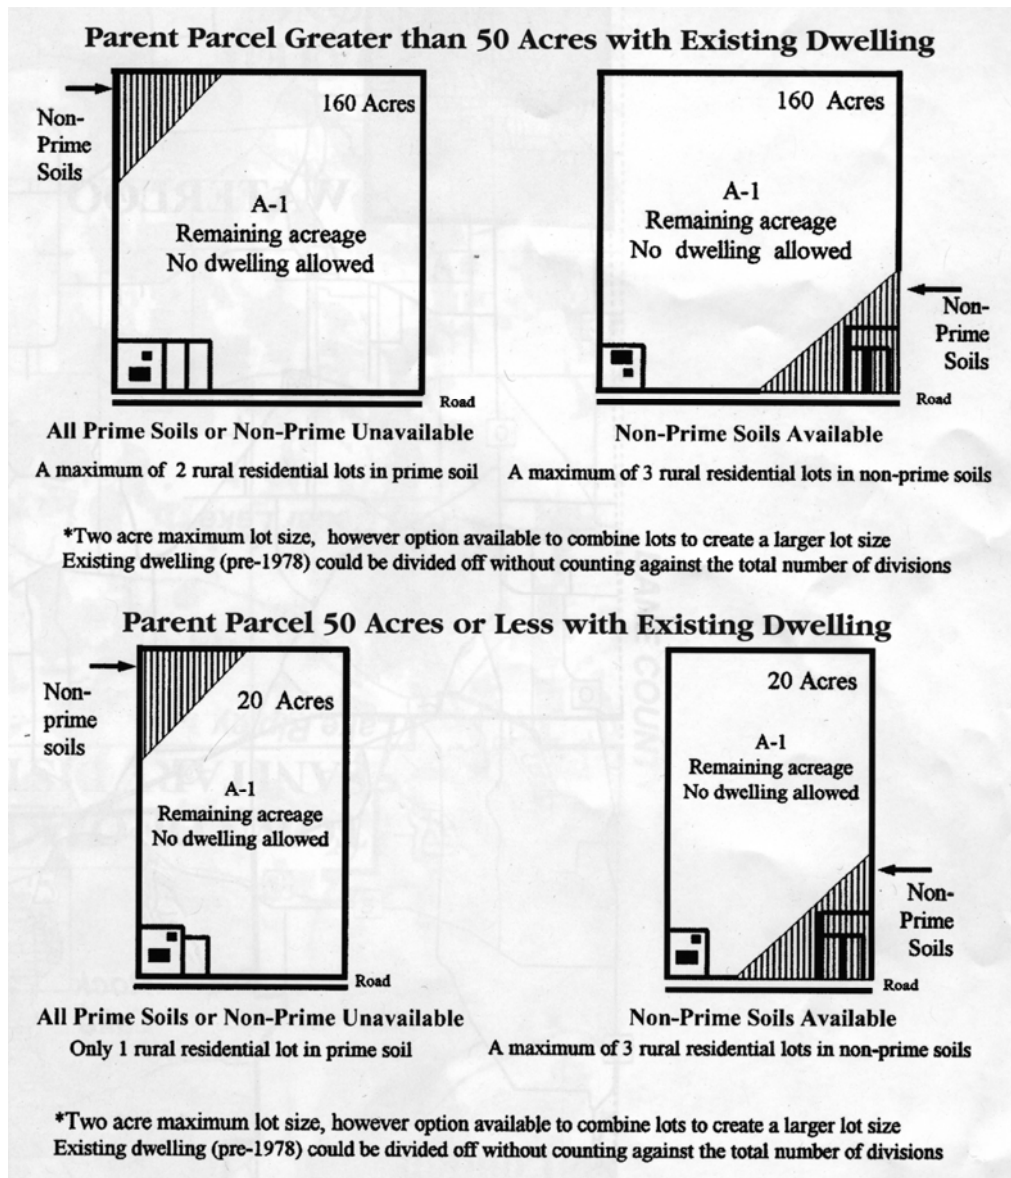 Parent Parcel Greater than 50 Acres with Existing Dwelling
Non-
Prime
Soils
160 Acres
A-1
Remaining acreage
No dwelling allowed
Road
All Prime Soils or Non-Prime Unavailable
A maximum of 2 rural residential lots in prime soil
160 Acres
A-1
Remaining acreage
No dwelling allowed
Non-
Prime
Soils
Road
Non-Prime Soils Available
A maximum of 3 rural residential lots in non-prime soils
*Two acre maximum lot size, however option available to combine lots to create a larger lot size
Existing dwelling (pre-1978) could be divided off without counting against the total number of divisions
Parent Parcel 50 Acres or Less with Existing Dwelling
Non-
prime
soils
20 Acres
A-1
Remaining acreage
No dwelling allowed
Road
All Prime Soils or Non-Prime Unavailable
Only 1 rural residential lot in prime soil
20 Acres
A-1
Remaining acreage
No dwelling allowed
Non-
Prime
Soils
Road
Non-Prime Soils Available
A maximum of 3 rural residential lots in non-prime soils
*Two acre maximum lot size, however option available to combine lots to create a larger lot size
Existing dwelling (pre-1978) could be divided off without counting against the total number of divisions